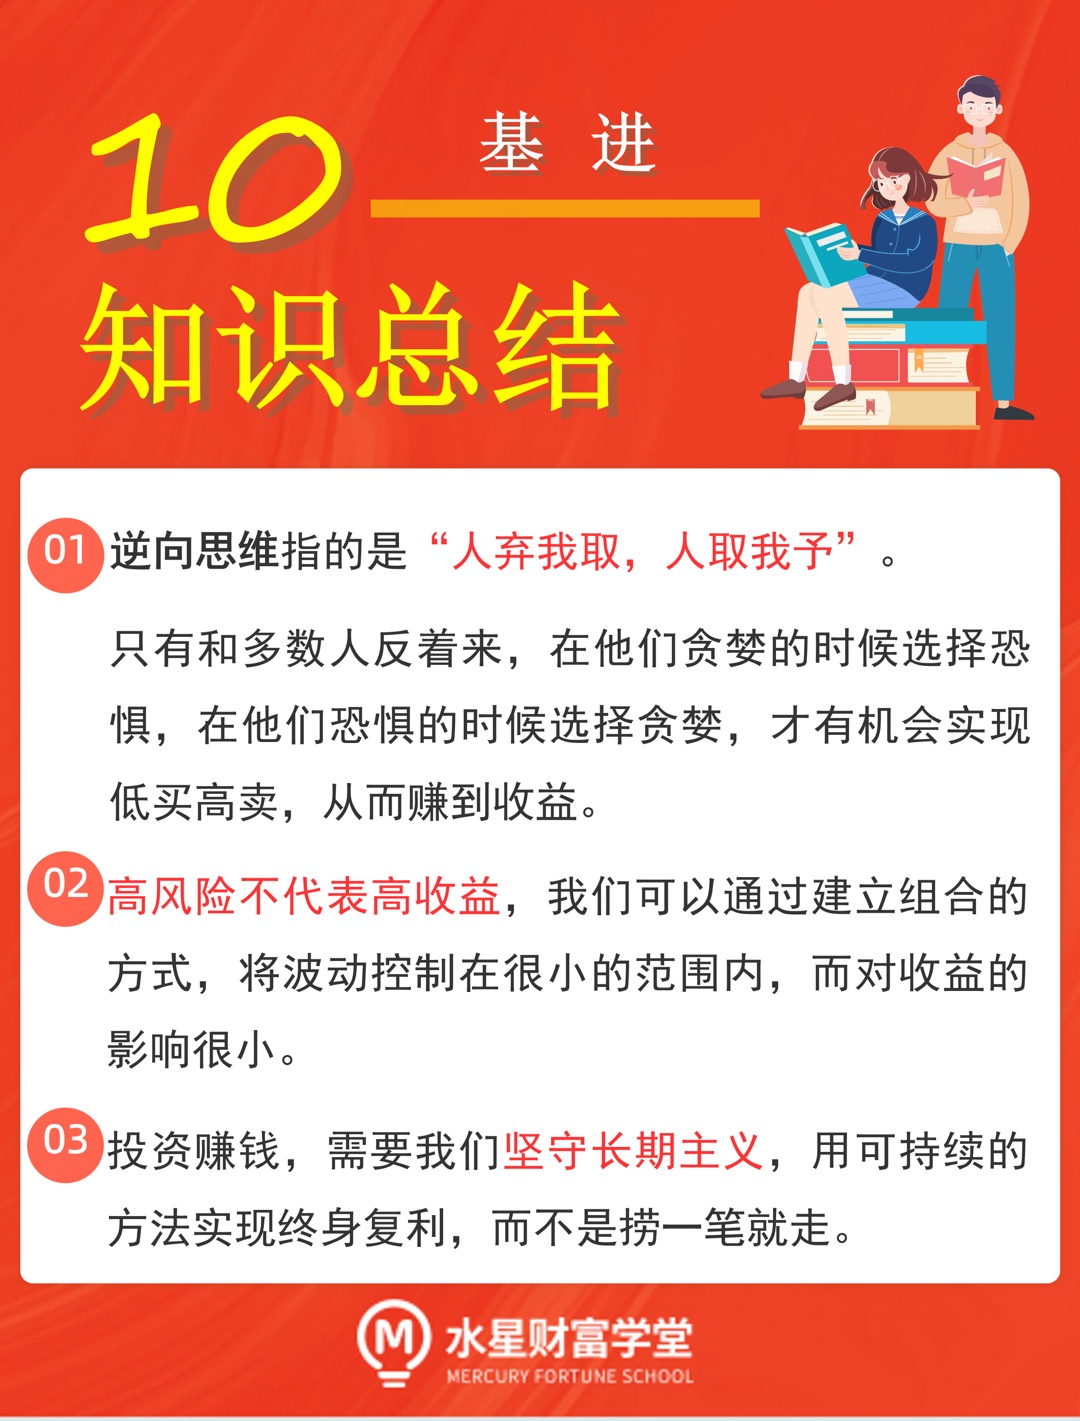 10
基 进
知识总结
01 逆向思维指的是“人弃我取，人取我予”。
只有和多数人反着来，在他们贪婪的时候选择恐
惧，在他们恐惧的时候选择贪婪，才有机会实现
低买高卖，从而赚到收益。
02 高风险不代表高收益，我们可以通过建立组合的
方式，将波动控制在很小的范围内，而对收益的
影响很小。
03 投资赚钱，需要我们坚守长期主义，用可持续的
方法实现终身复利，而不是捞一笔就走。
M 水星财富学堂
MERCURY FORTUNE SCHOOL